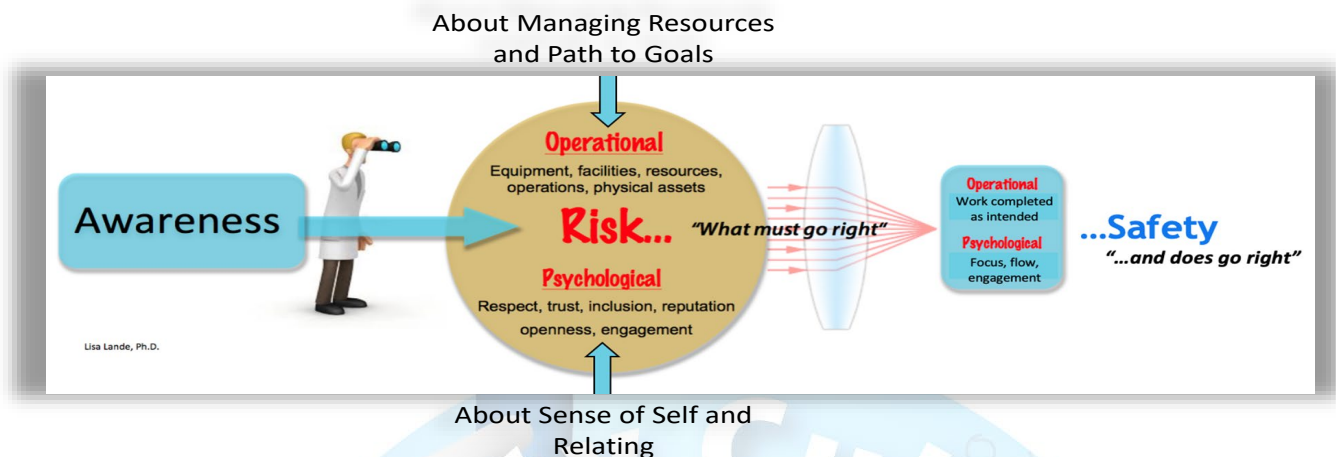 About Managing Resources
and Path to Goals
Awareness
Operational
Equipment, facilities, resources,
operations, physical assets
Risk...
"What must go right"
Psychological
Respect, trust, inclusion, reputation
openness, engagement
Operational
Work completed
as intended
Psychological
Focus, flow,
engagement
...Safety
"...and does go right"
Lisa Lande, Ph.D.
About Sense of Self and
Relating